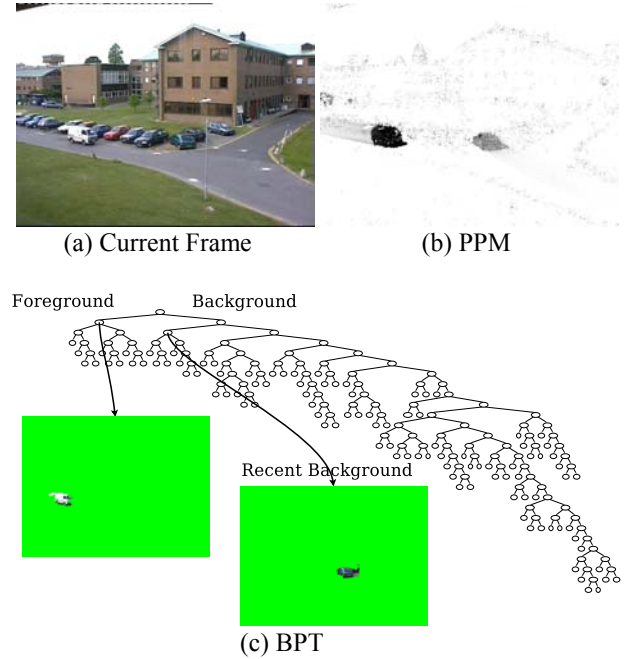 (a) Current Frame
(b) PPM
Foreground
Background
Recent Background
(c) BPT